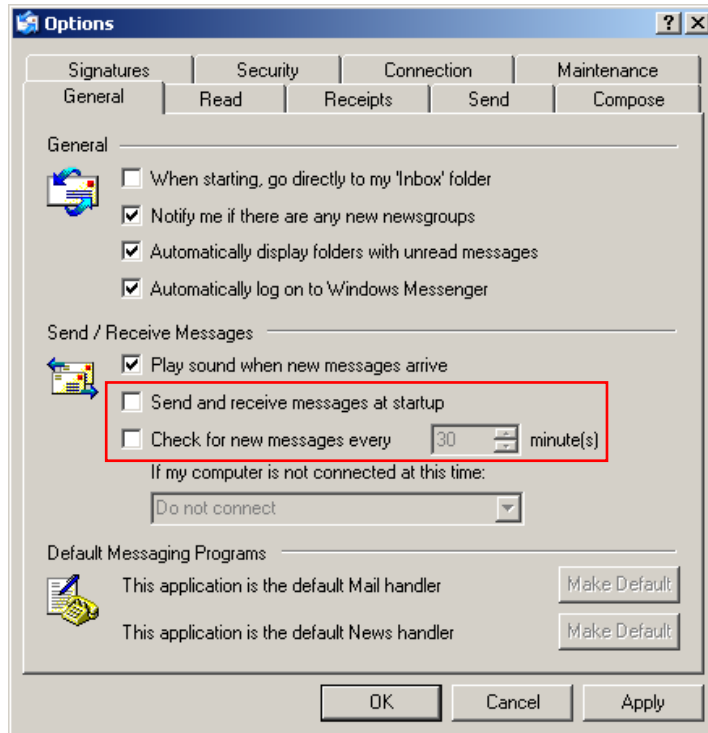 Options
Signatures Security Connection Maintenance
General Read Receipts Send Compose
General
When starting, go directly to my 'Inbox' folder
Notify me if there are any new newsgroups
Automatically display folders with unread messages
Automatically log on to Windows Messenger
Send / Receive Messages
Play sound when new messages arrive
Send and receive messages at startup
Check for new messages every 30 minute(s)
If my computer is not connected at this time:
Do not connect
Default Messaging Programs
This application is the default Mail handler Make Default
This application is the default News handler Make Default
OK Cancel Apply